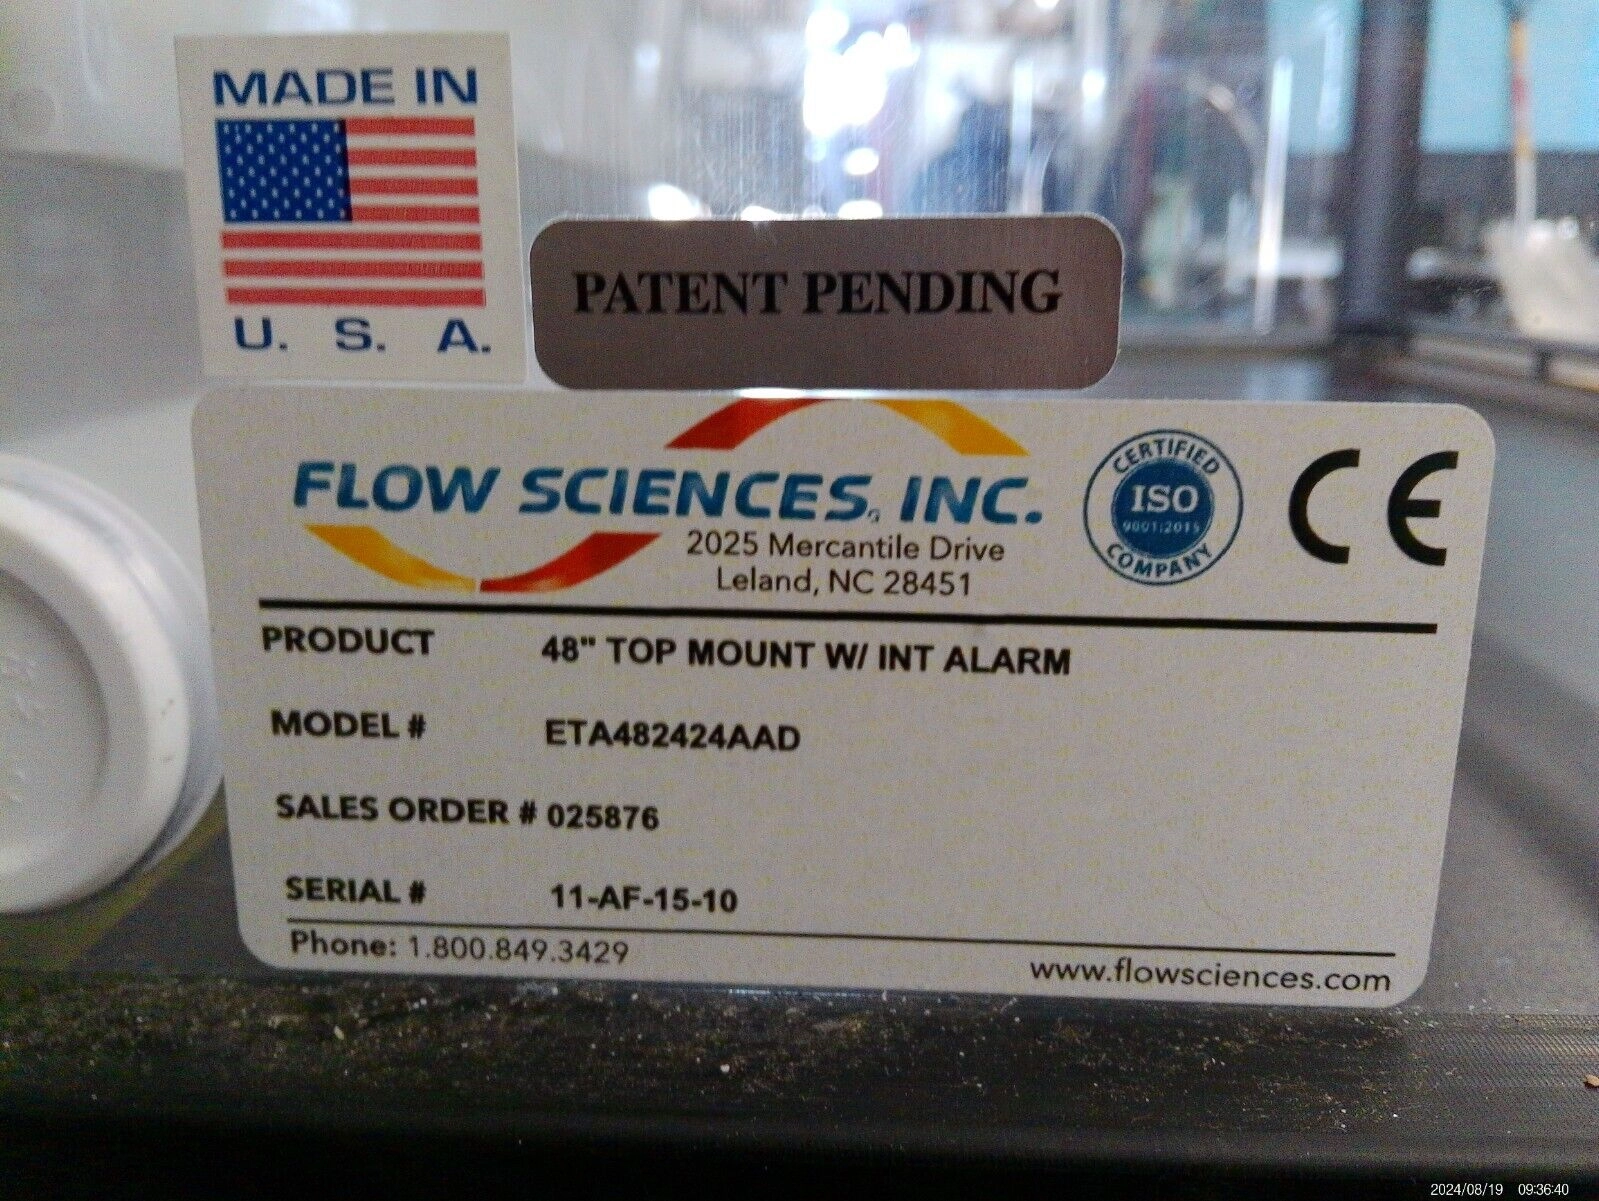 MADE IN
U. S. A.
PATENT PENDING
FLOW SCIENCES, INC.
2025 Mercantile Drive
Leland, NC 28451
CERTIFIED
ISO
9001:2015
COMPANY
CE
PRODUCT 48" TOP MOUNT W/ INT ALARM
MODEL # ETA482424AAD
SALES ORDER # 025876
SERIAL # 11-AF-15-10
Phone: 1.800.849.3429
www.flowsciences.com
2024/08/19 09:36:40